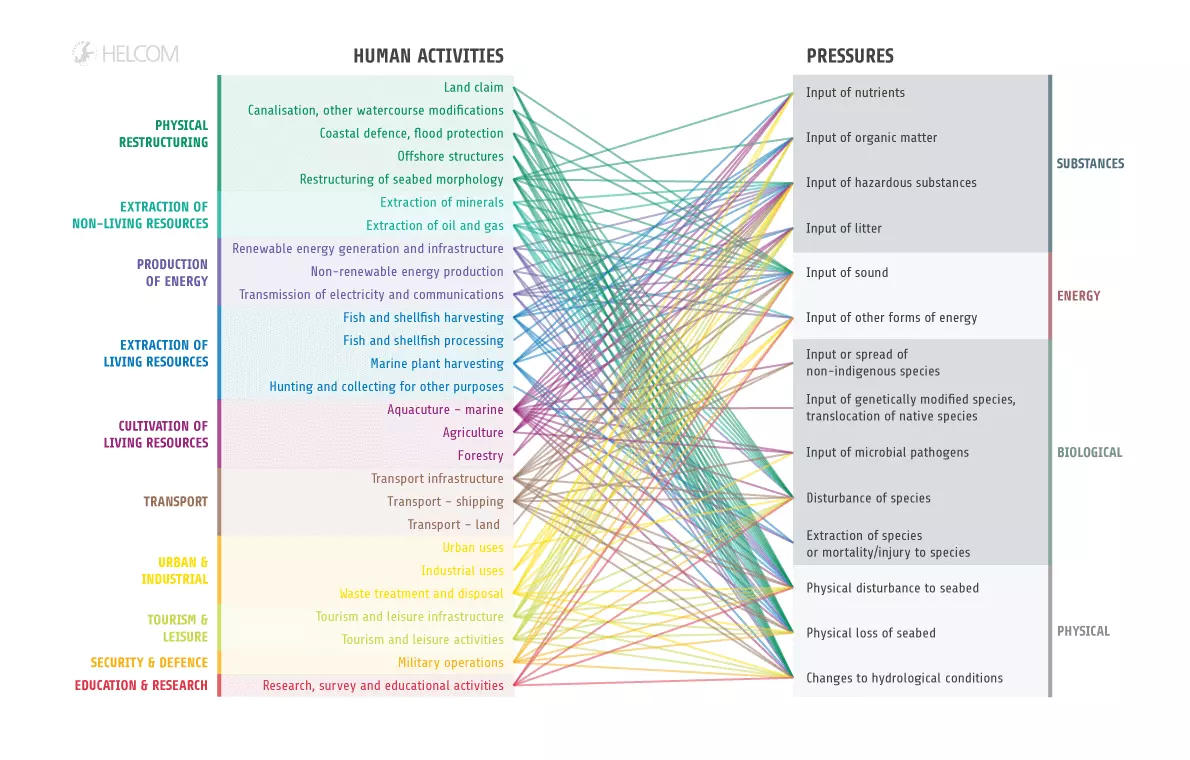 HELCOM
HUMAN ACTIVITIES
PHYSICAL
RESTRUCTURING
Land claim
Canalisation, other watercourse modifications
Coastal defence, flood protection
Offshore structures
Restructuring of seabed morphology
EXTRACTION OF
NON-LIVING RESOURCES
Extraction of minerals
Extraction of oil and gas
PRODUCTION
OF ENERGY
Renewable energy generation and infrastructure
Non-renewable energy production
Transmission of electricity and communications
EXTRACTION OF
LIVING RESOURCES
Fish and shellfish harvesting
Fish and shellfish processing
Marine plant harvesting
Hunting and collecting for other purposes
CULTIVATION OF
LIVING RESOURCES
Aquacuture - marine
Agriculture
Forestry
TRANSPORT
Transport infrastructure
Transport - shipping
Transport - land
URBAN &
INDUSTRIAL
Urban uses
Industrial uses
Waste treatment and disposal
TOURISM &
LEISURE
Tourism and leisure infrastructure
Tourism and leisure activities
SECURITY & DEFENCE
Military operations
EDUCATION & RESEARCH
Research, survey and educational activities
PRESSURES
Input of nutrients
Input of organic matter
Input of hazardous substances
Input of litter
SUBSTANCES
Input of sound
Input of other forms of energy
ENERGY
Input or spread of
non-indigenous species
Input of genetically modified species,
translocation of native species
Input of microbial pathogens
Disturbance of species
Extraction of species
or mortality/injury to species
BIOLOGICAL
Physical disturbance to seabed
Physical loss of seabed
Changes to hydrological conditions
PHYSICAL